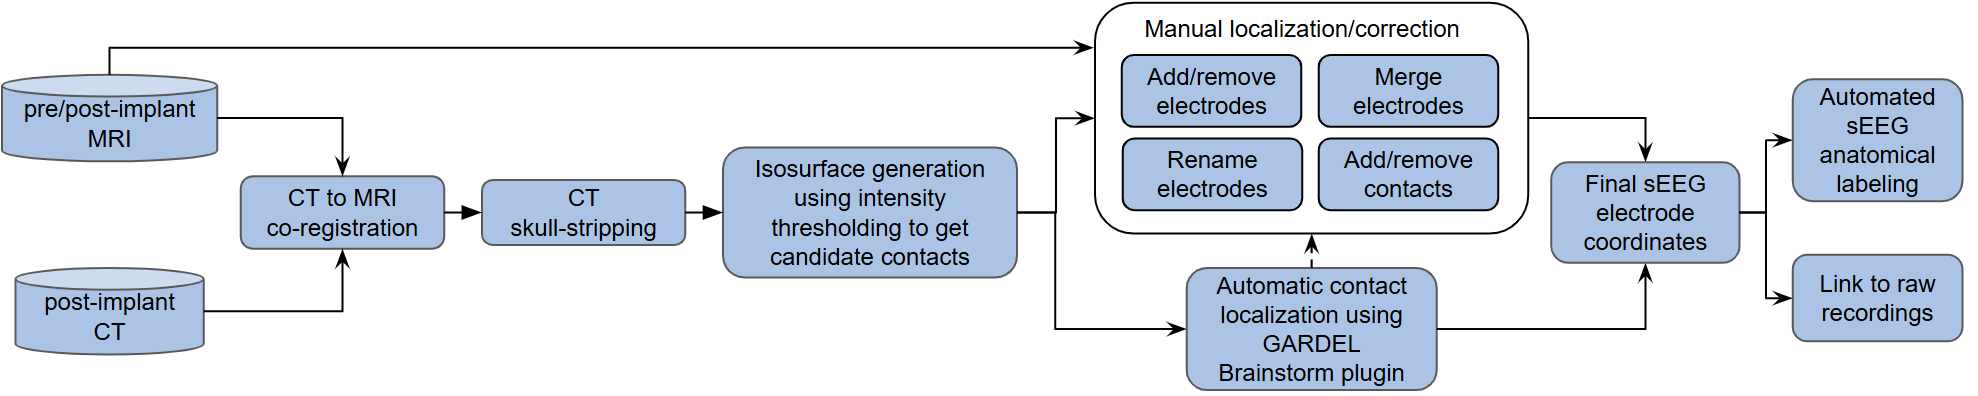 pre/post-implant
MRI
post-implant
CT
CT to MRI
co-registration
CT
skull-stripping
Isosurface generation
using intensity
thresholding to get
candidate contacts
Manual localization/correction
Add/remove
electrodes
Merge
electrodes
Rename
electrodes
Add/remove
contacts
Automatic contact
localization using
GARDEL
Brainstorm plugin
Final sEEG
electrode
coordinates
Automated
sEEG
anatomical
labeling
Link to raw
recordings